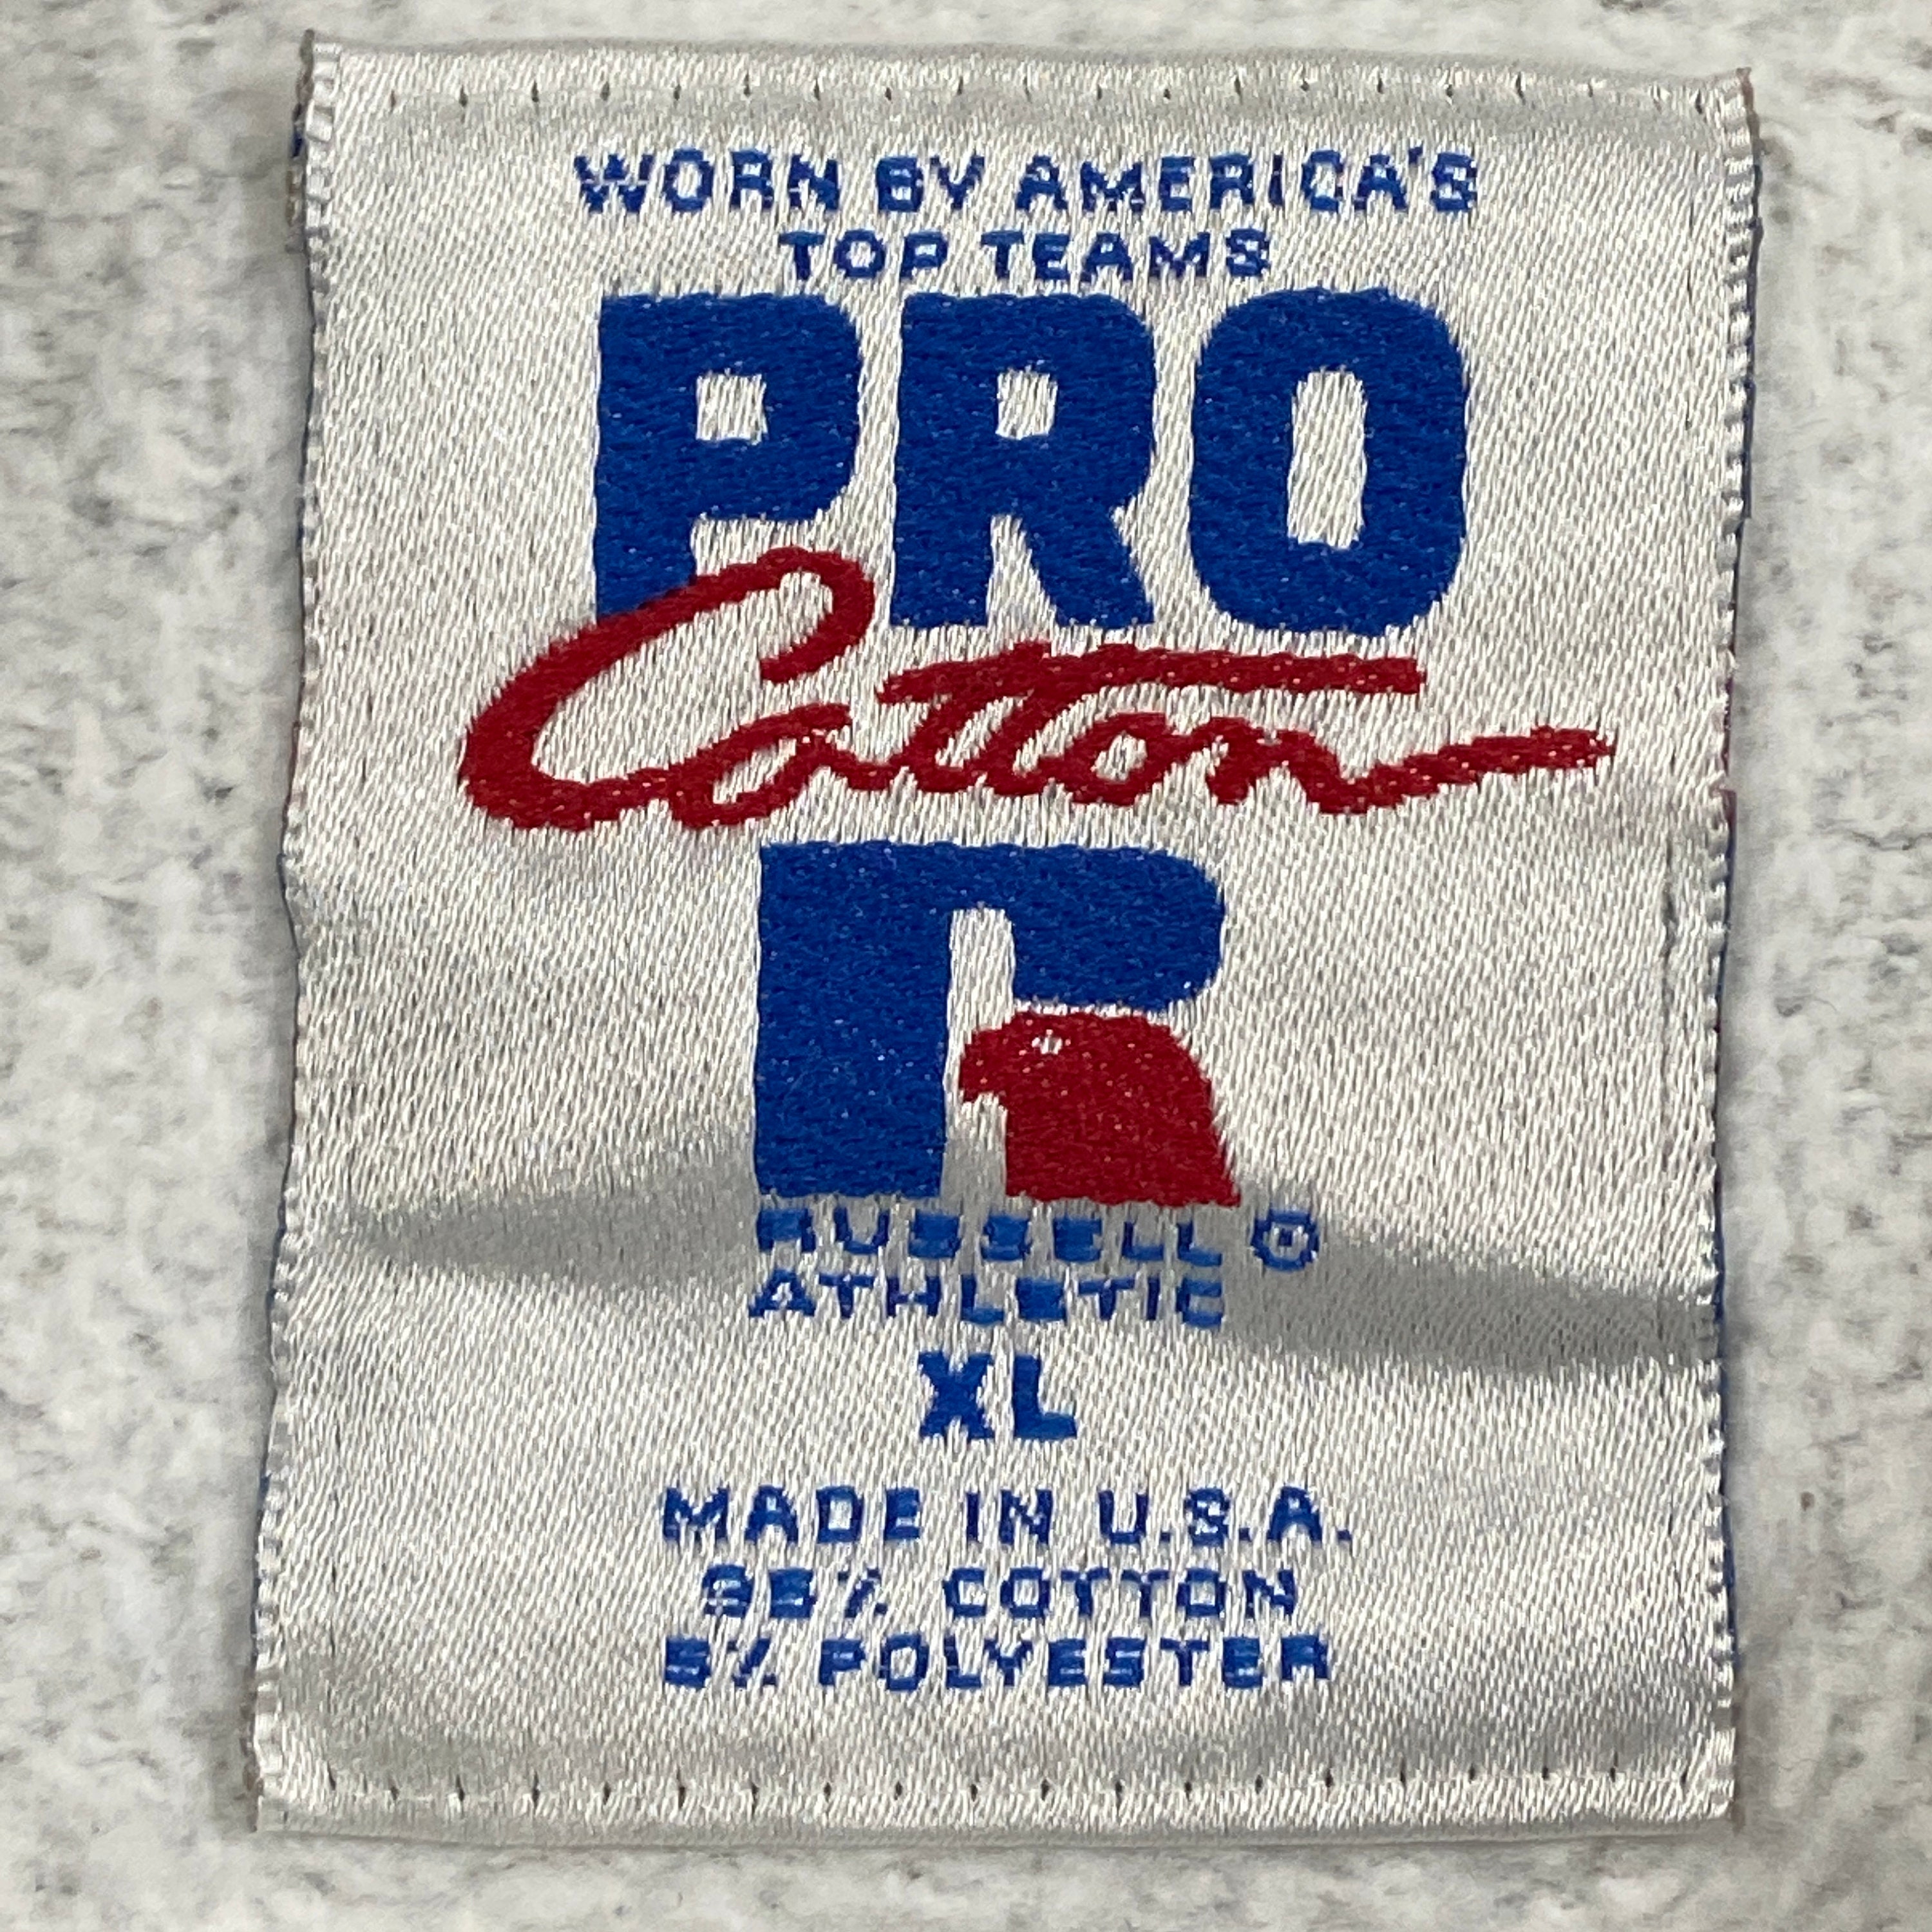 WORN BY AMERICA'S
TOP TEAMS
PRO
Cotton
R
RUSSELL ®
ATHLETIC
XL
MADE IN U.S.A.
95% COTTON
5% POLYESTER